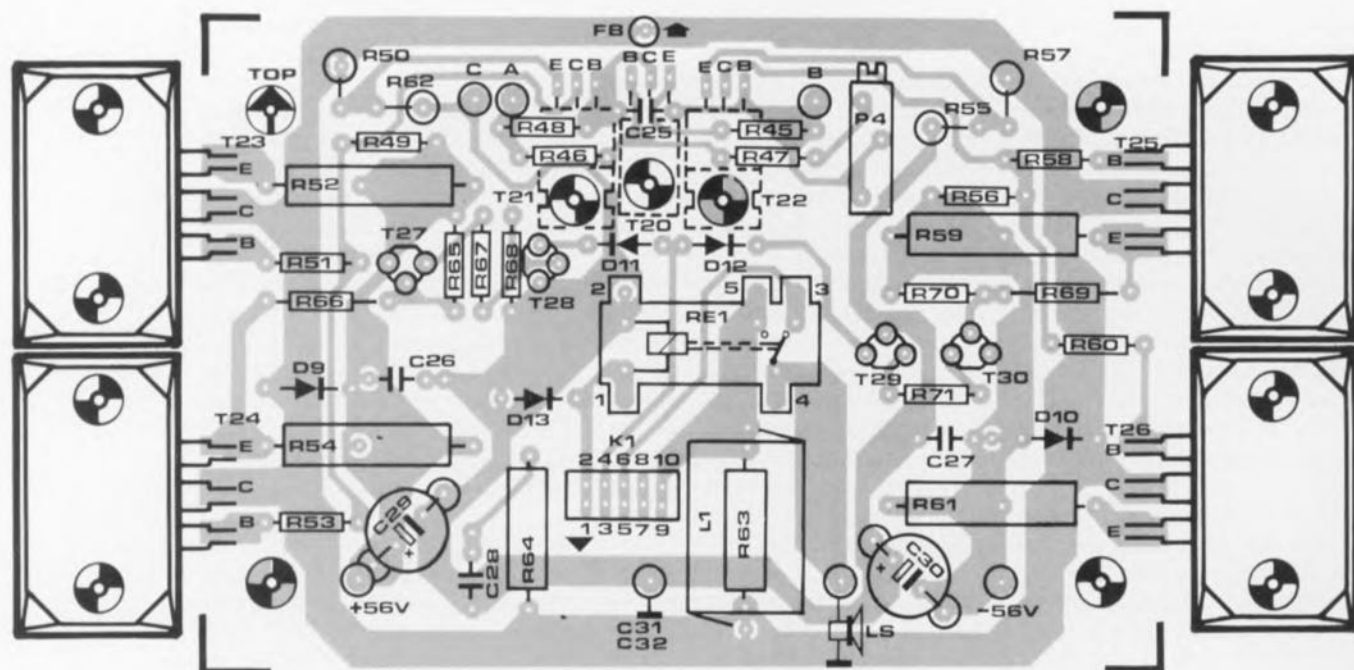 FB
R50
TOP
R62
C
A
E C B
B C E
E C B
B
R57
P4
R55
R48
C25
R45
R49
R46
R47
T23
T25
R58
B
E
R52
T21
T22
R56
C
C
T20
T27
R65
R67
R68
R59
B
E
R51
D11
D12
R66
T28
2
5
3
R70
R69
RE1
R60
D9
C26
T29
T30
1
4
D13
R71
T24
K1
D10
T26
E
R54
2 4 6 8 10
C27
B
C
C
L1
R63
R61
B
R53
C29
+
1 3 5 7 9
E
R64
C28
C30
+
+56V
-56V
C31
C32
LS